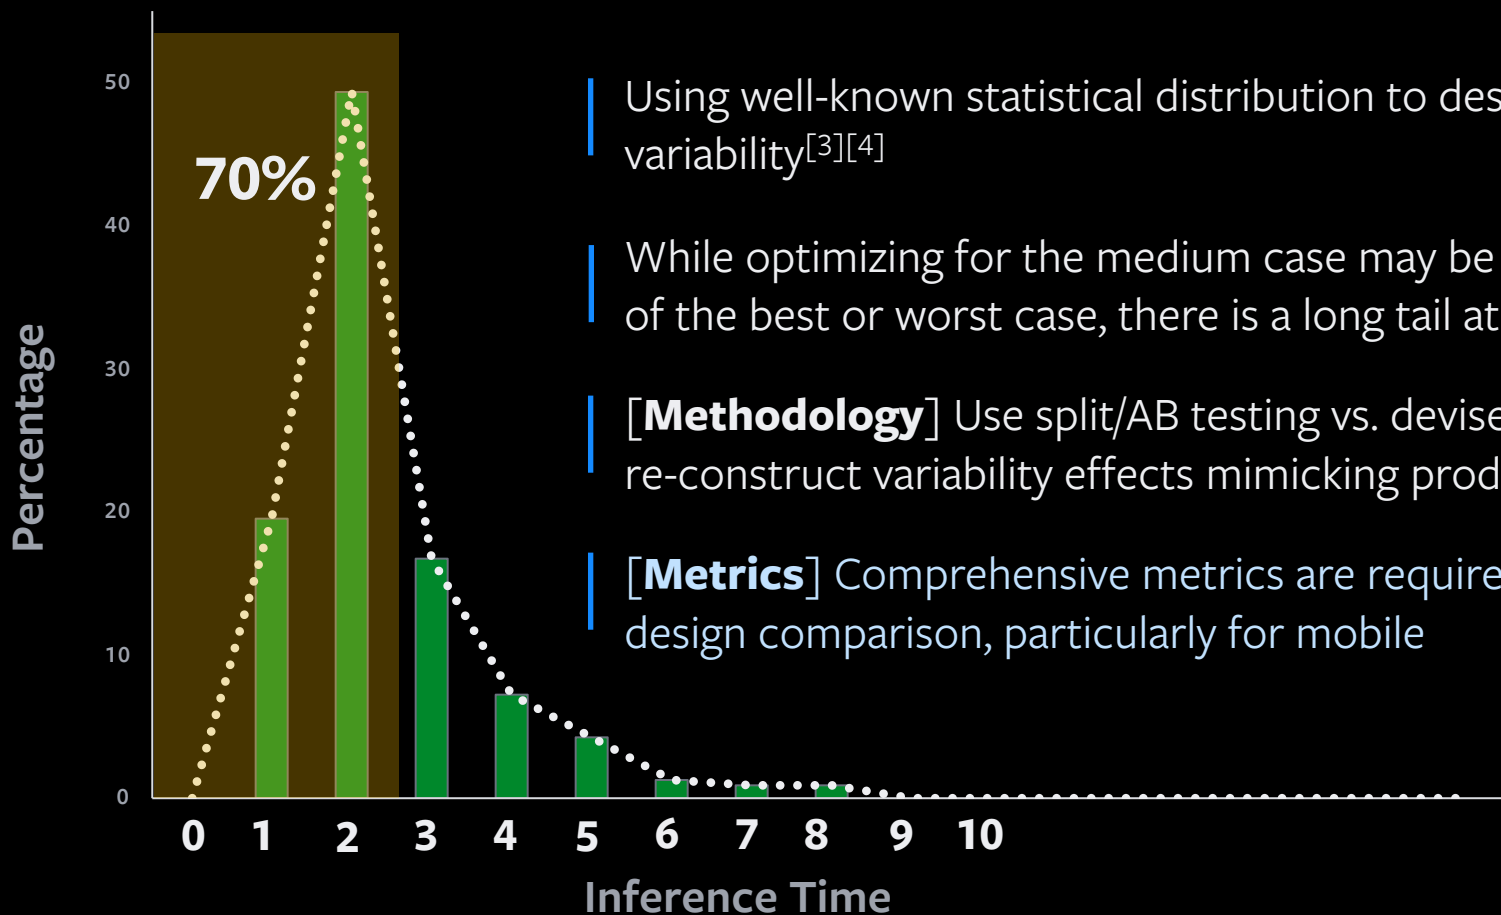 50
40
30
20
10
0
Percentage
70%
Using well-known statistical distribution to des
variability[3][4]
While optimizing for the medium case may be
of the best or worst case, there is a long tail at
[Methodology] Use split/AB testing vs. devise
re-construct variability effects mimicking prod
[Metrics] Comprehensive metrics are require
design comparison, particularly for mobile
0 1 2 3 4 5 6 7 8 9 10
Inference Time